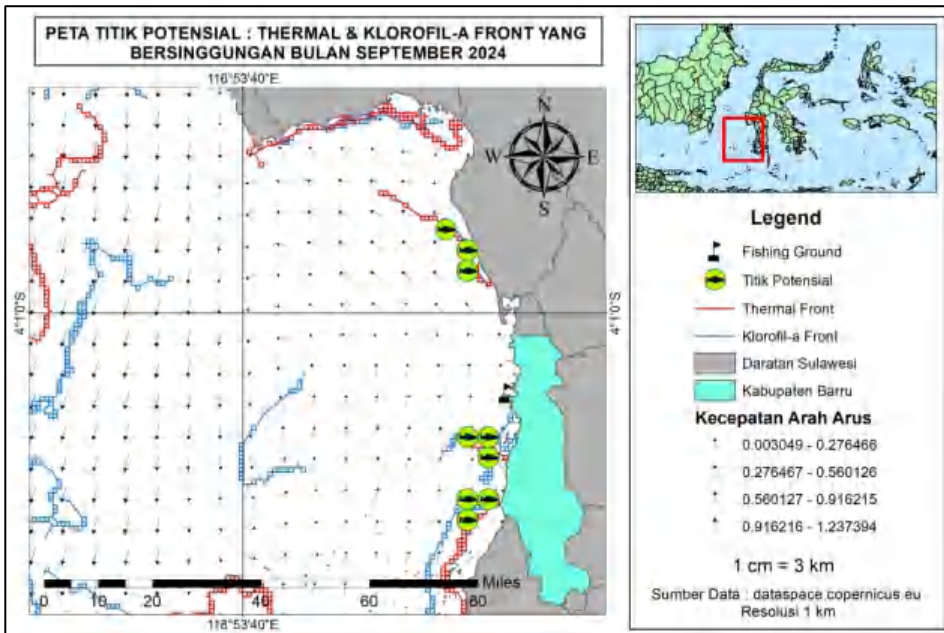 PETA TITIK POTENSIAL : THERMAL & KLOROFIL-A FRONT YANG
BERSINGGUNGAN BULAN SEPTEMBER 2024
116°53'40"E
N
W
E
S
4°1'0"S
4°1'0"S
Miles
0 10 20 40 60 80
116°53'40"E
Legend
Fishing Ground
Titik Potensial
Thermal Front
Klorofil-a Front
Daratan Sulawesi
Kabupaten Barru
Kecepatan Arah Arus
0.003049 - 0.276466
0.276467 - 0.560126
0.560127 - 0.916215
0.916216 - 1.237394
1 cm = 3 km
Sumber Data : dataspace.copernicus eu
Resolusi 1 km